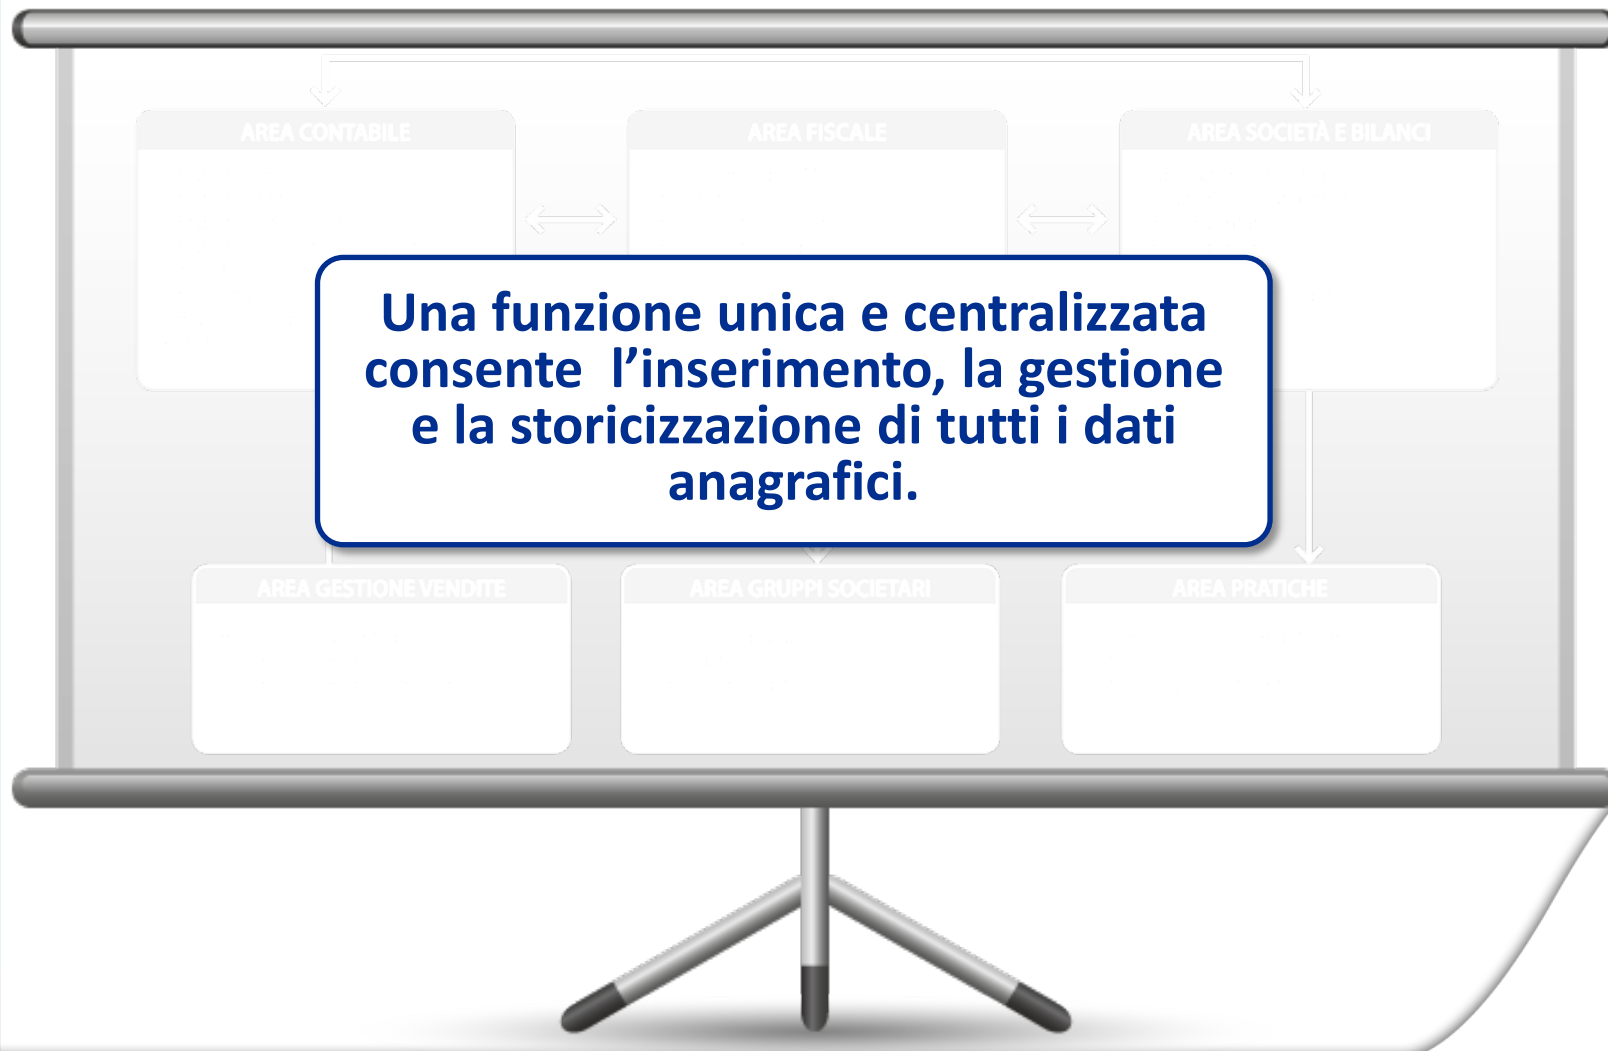 AREA CONTABILE
AREA FISCALE
AREA SOCIETÀ E BILANCI
Una funzione unica e centralizzata
consente  l’inserimento, la gestione
e la storicizzazione di tutti i dati
anagrafici.
AREA GESTIONE VENDITE
AREA GRUPPI SOCIETARI
AREA PRATICHE